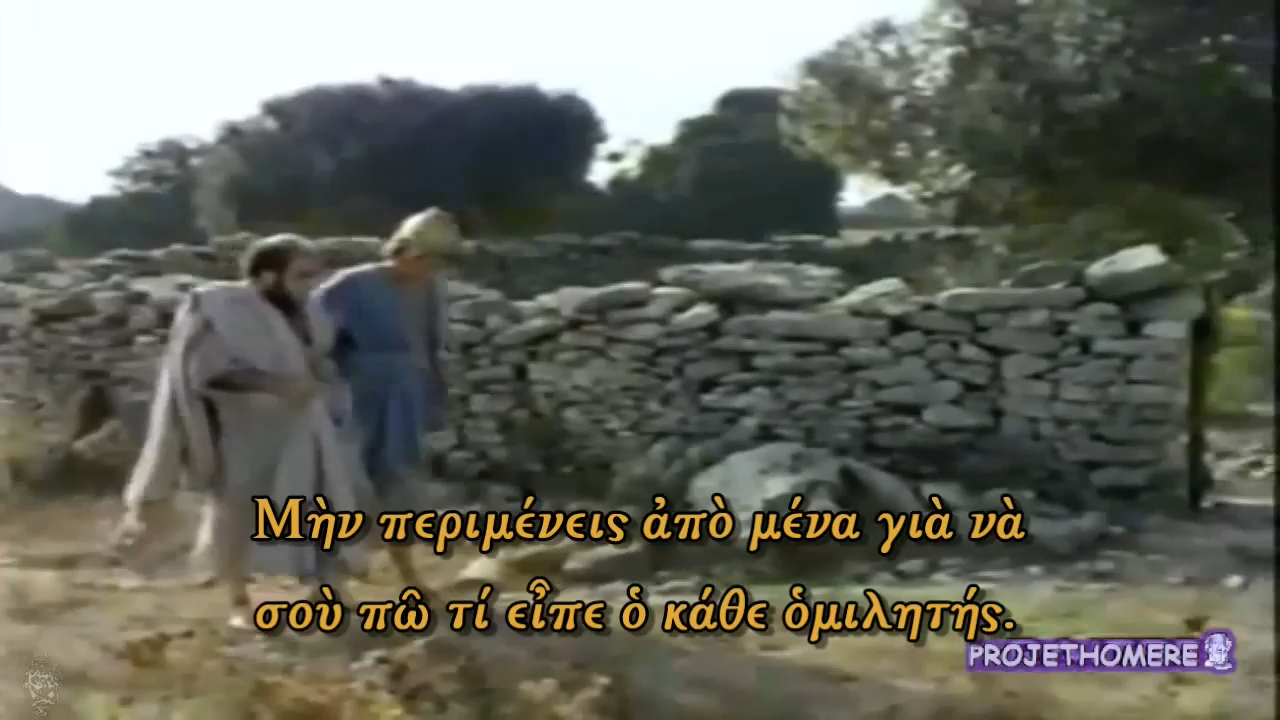 Μὴν περιμένεις ἀπὸ μένα γιὰ νὰ
σοὺ πῶ τί εἶπε ὁ κάθε ὁμιλητής.
PROJETHOMERE